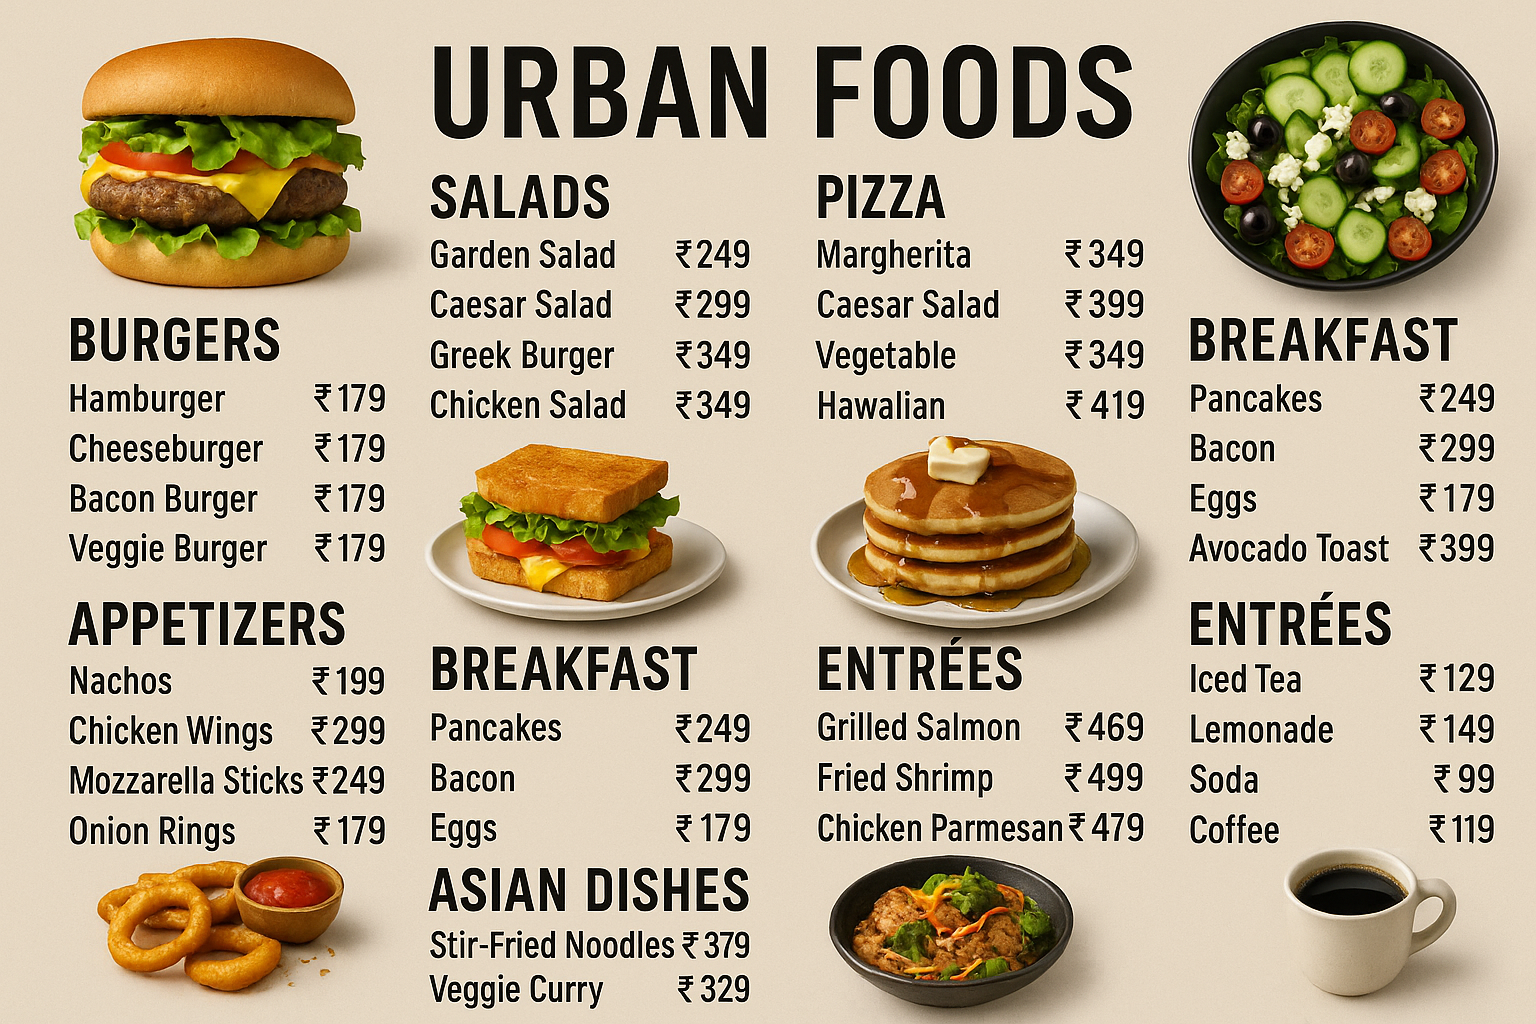 URBAN FOODS
BURGERS
Hamburger ₹179
Cheeseburger ₹179
Bacon Burger ₹179
Veggie Burger ₹179
APPETIZERS
Nachos ₹199
Chicken Wings ₹299
Mozzarella Sticks ₹249
Onion Rings ₹179
SALADS
Garden Salad ₹249
Caesar Salad ₹299
Greek Burger ₹349
Chicken Salad ₹349
BREAKFAST
Pancakes ₹249
Bacon ₹299
Eggs ₹179
ASIAN DISHES
Stir-Fried Noodles ₹379
Veggie Curry ₹329
PIZZA
Margherita ₹349
Caesar Salad ₹399
Vegetable ₹349
Hawalian ₹419
ENTRÉES
Grilled Salmon ₹469
Fried Shrimp ₹499
Chicken Parmesan ₹479
BREAKFAST
Pancakes ₹249
Bacon ₹299
Eggs ₹179
Avocado Toast ₹399
ENTRÉES
Iced Tea ₹129
Lemonade ₹149
Soda ₹99
Coffee ₹119